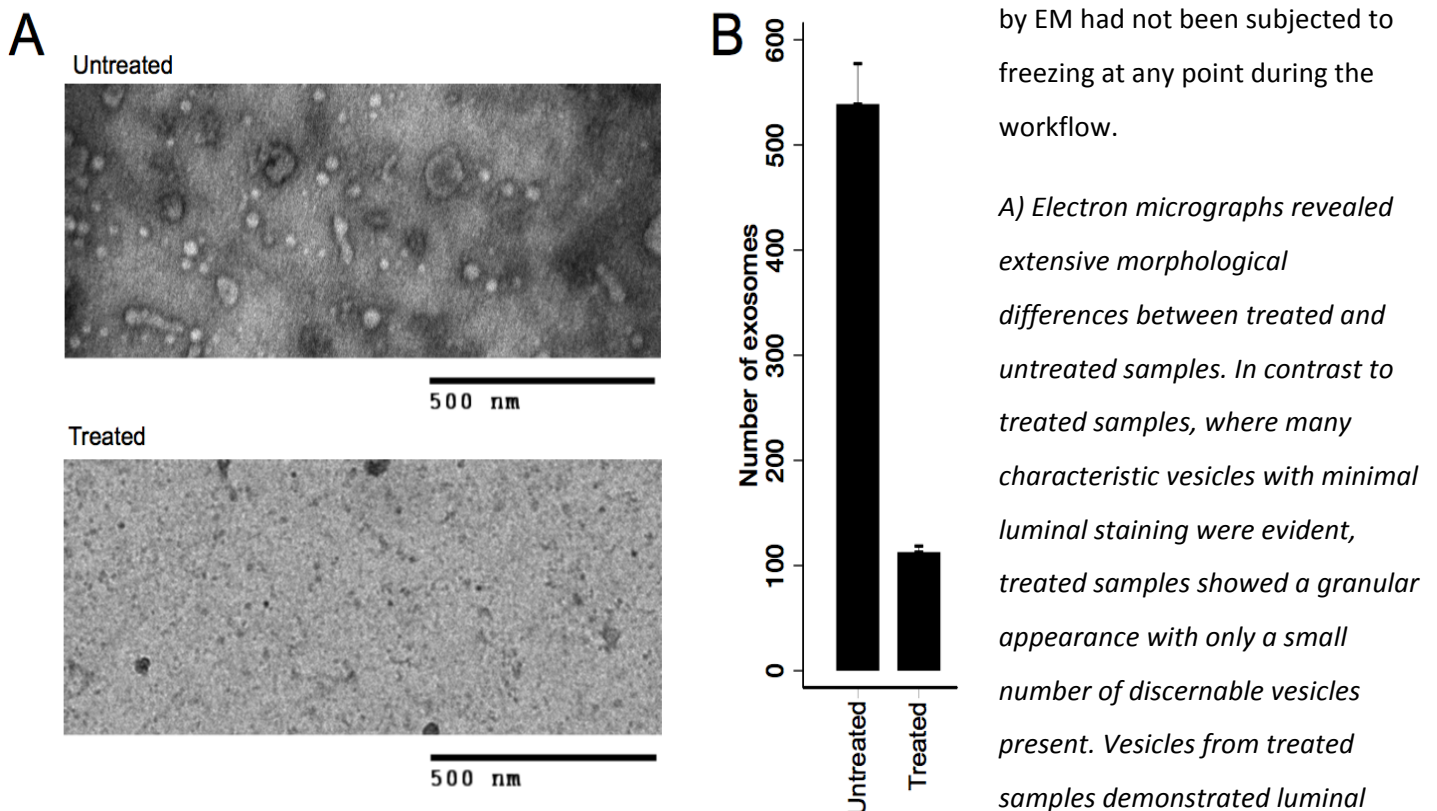 A
Untreated
500 nm
Treated
500 nm
B
Number of exosomes
600
500
400
300
200
100
0
Untreated
Treated
by EM had not been subjected to
freezing at any point during the
workflow.
A) Electron micrographs revealed
extensive morphological
differences between treated and
untreated samples. In contrast to
treated samples, where many
characteristic vesicles with minimal
luminal staining were evident,
treated samples showed a granular
appearance with only a small
number of discernable vesicles
present. Vesicles from treated
samples demonstrated luminal